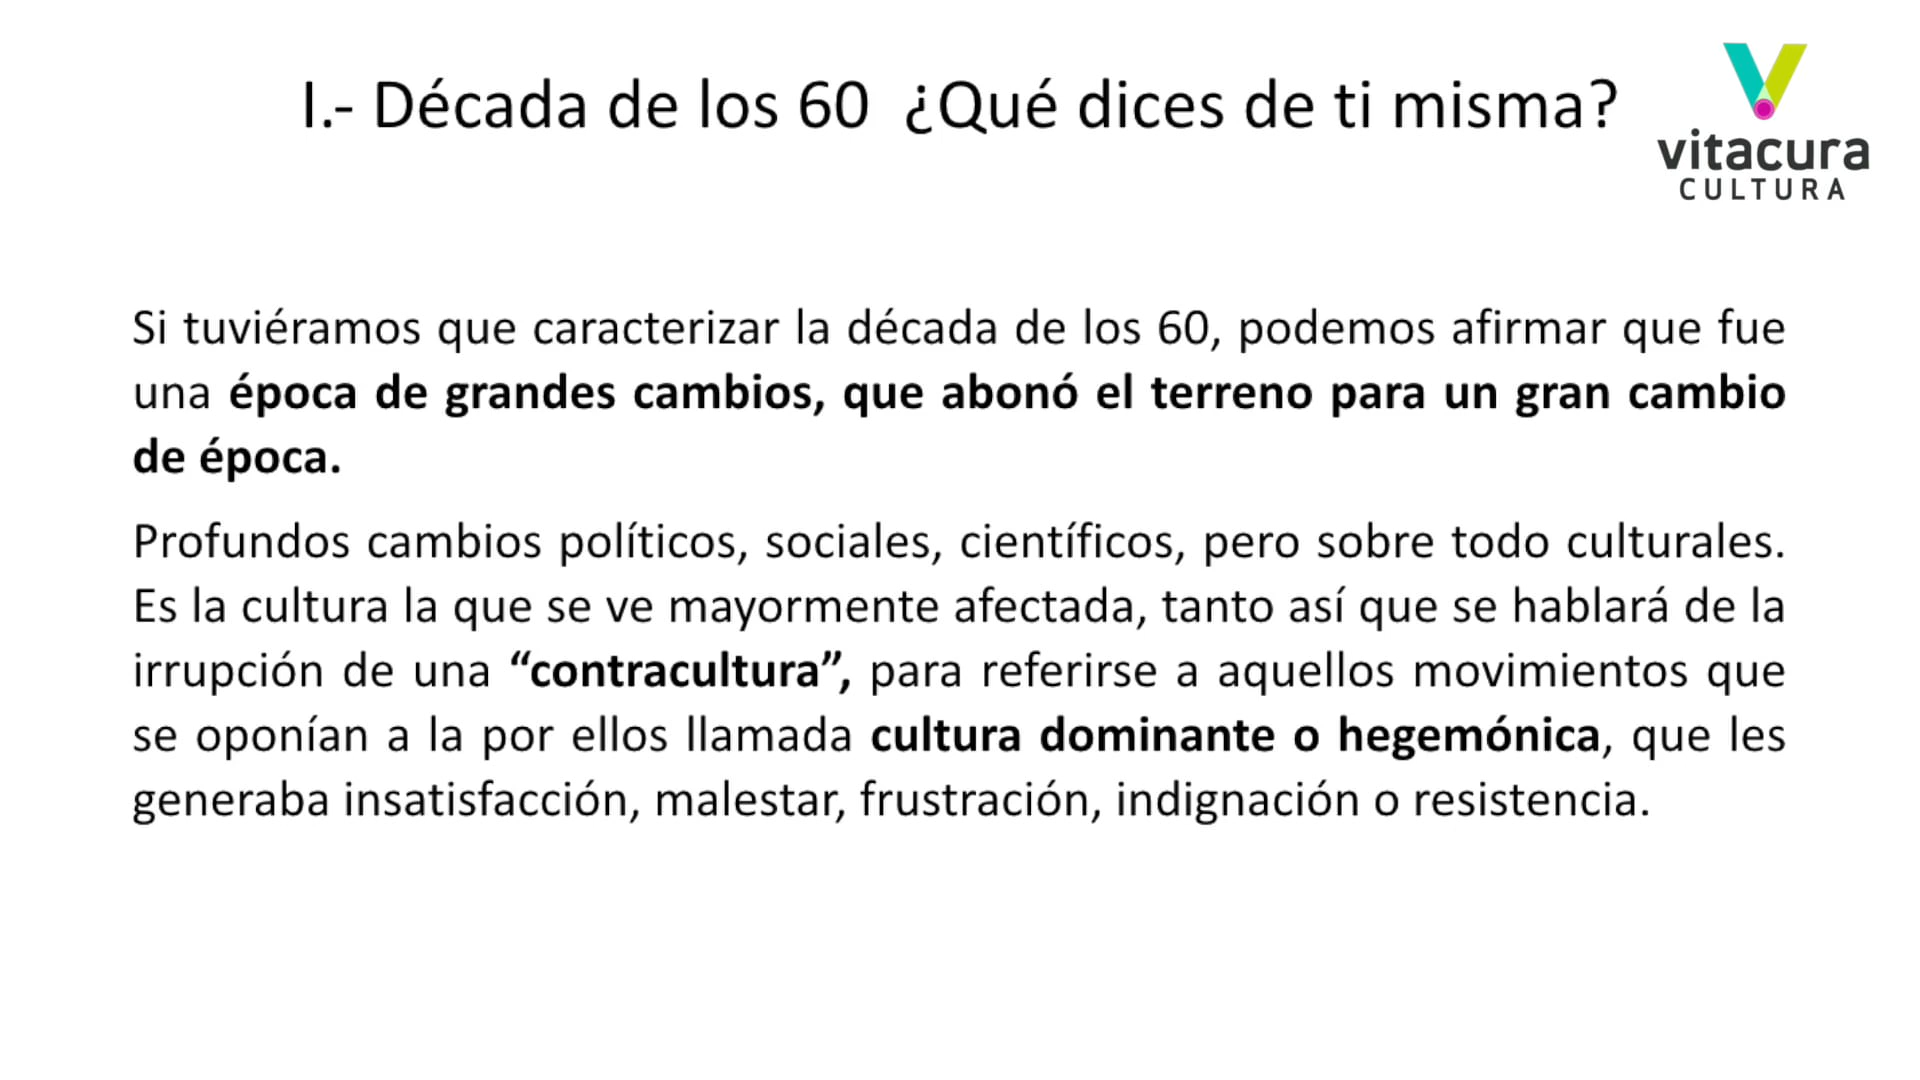 I.- Década de los 60  ¿Qué dices de ti misma?
vitacura
CULTURA
Si tuviéramos que caracterizar la década de los 60, podemos afirmar que fue
una época de grandes cambios, que abonó el terreno para un gran cambio
de época.
Profundos cambios políticos, sociales, científicos, pero sobre todo culturales.
Es la cultura la que se ve mayormente afectada, tanto así que se hablará de la
irrupción de una “contracultura”, para referirse a aquellos movimientos que
se oponían a la por ellos llamada cultura dominante o hegemónica, que les
generaba insatisfacción, malestar, frustración, indignación o resistencia.